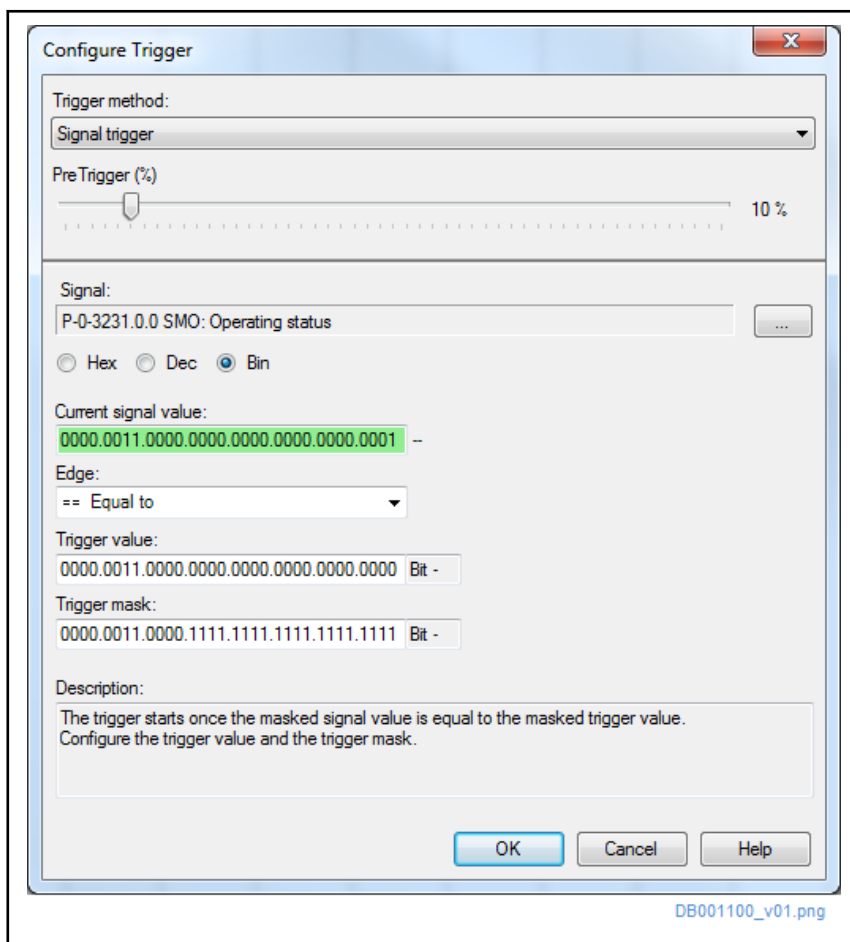 Configure Trigger
Trigger method:
Signal trigger
PreTrigger (%)
10 %
Signal:
P-0-3231.0.0 SMO: Operating status
...
Hex Dec Bin
Current signal value:
0000.0011.0000.0000.0000.0000.0000.0001 --
Edge:
== Equal to
Trigger value:
0000.0011.0000.0000.0000.0000.0000.0000 Bit -
Trigger mask:
0000.0011.0000.1111.1111.1111.1111.1111 Bit -
Description:
The trigger starts once the masked signal value is equal to the masked trigger value.
Configure the trigger value and the trigger mask.
OK Cancel Help
DB001100_v01.png